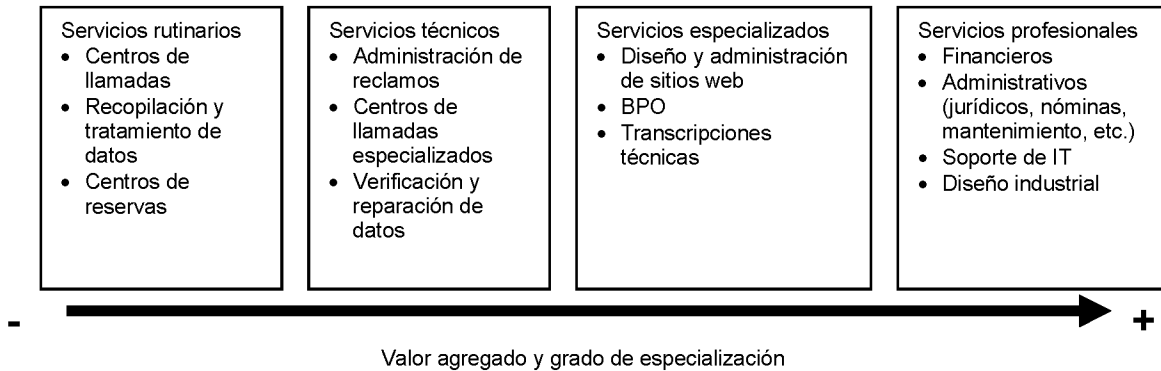 Servicios rutinarios
• Centros de
llamadas
• Recopilación y
tratamiento de
datos
• Centros de
reservas
Servicios técnicos
• Administración de
reclamos
• Centros de
llamadas
especializados
• Verificación y
reparación de
datos
Servicios especializados
• Diseño y administración
de sitios web
• BPO
• Transcripciones
técnicas
Servicios profesionales
• Financieros
• Administrativos
(jurídicos, nóminas,
mantenimiento, etc.)
• Soporte de IT
• Diseño industrial
-
+
Valor agregado y grado de especialización